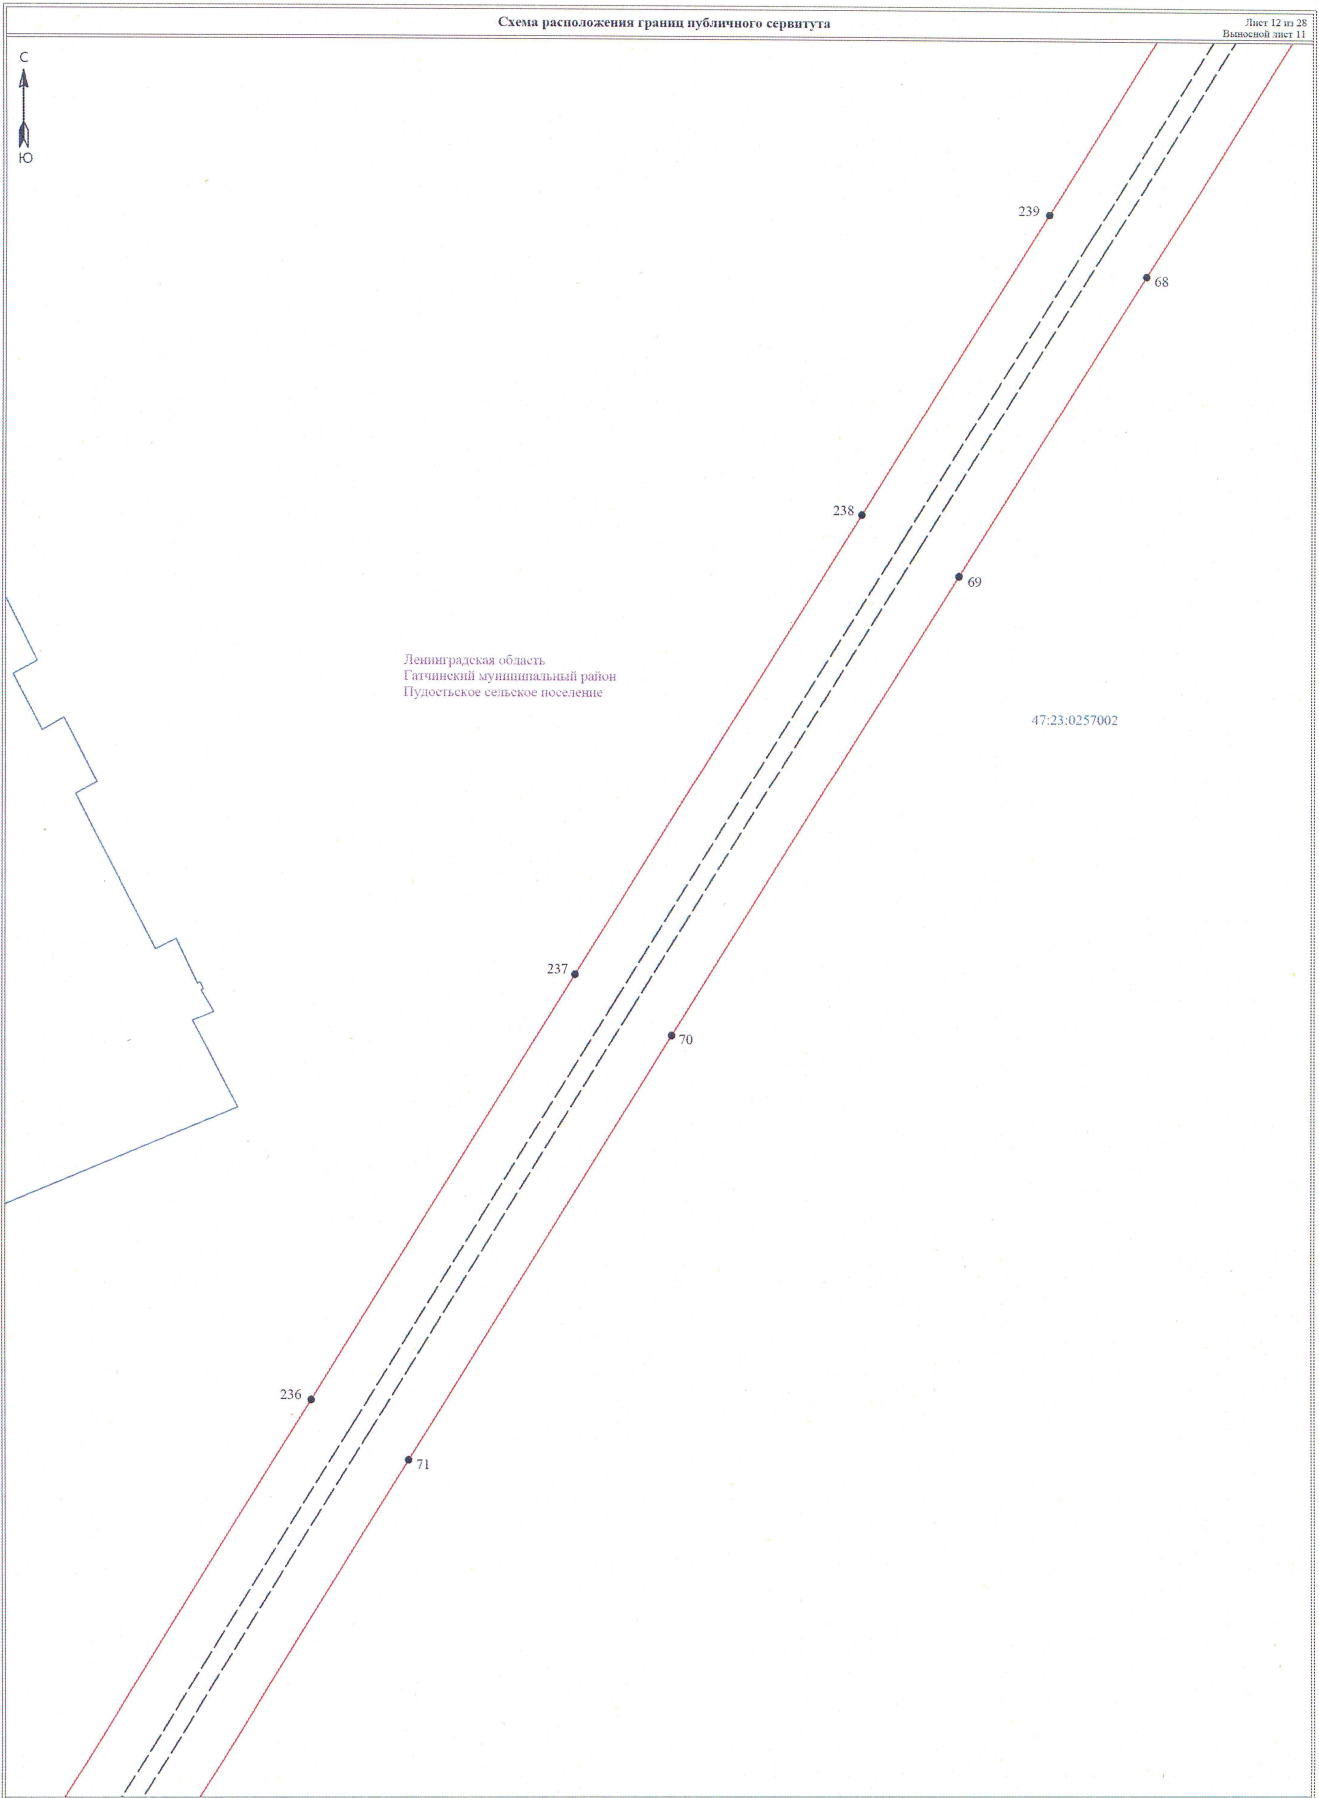 Схема расположения границ публичного сервитута
Лист 12 из 28
Выносной лист 11
С
Ю
239
68
238
69
Ленинградская область
Гатчинский муниципальный район
Пудостьское сельское поселение
47:23:0257002
237
70
236
71